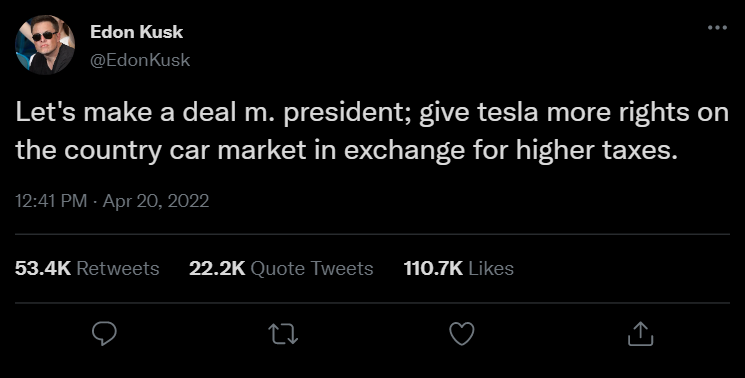 Edon Kusk
@EdonKusk
Let's make a deal m. president; give tesla more rights on
the country car market in exchange for higher taxes.
12:41 PM · Apr 20, 2022
53.4K Retweets 22.2K Quote Tweets 110.7K Likes